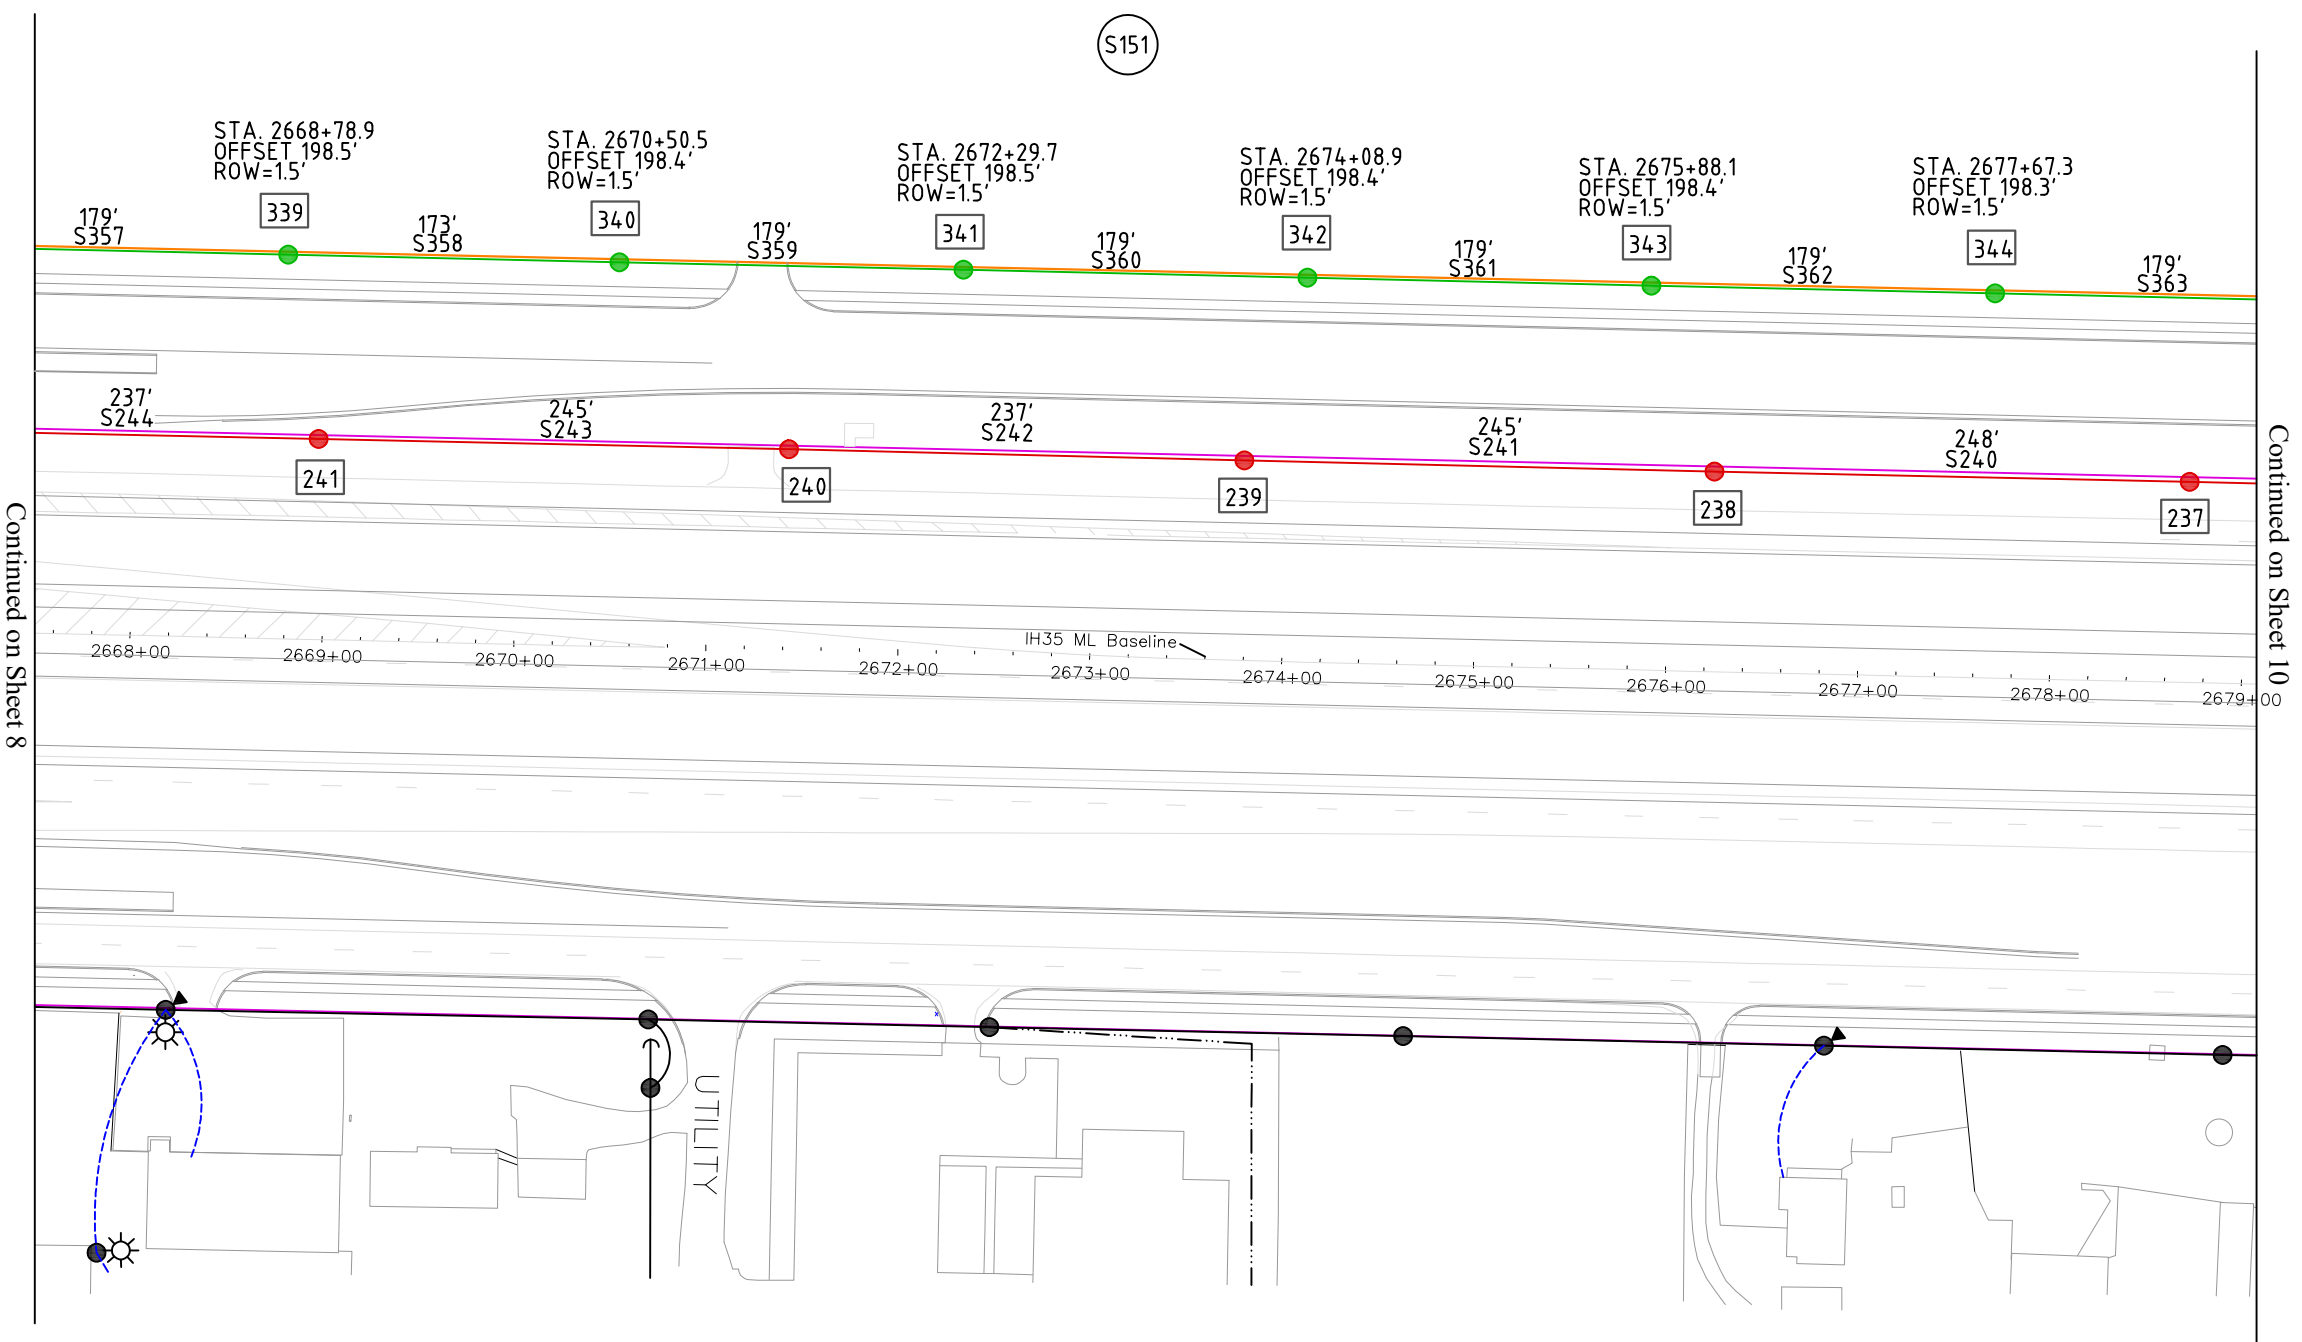 S151
STA. 2668+78.9
OFFSET 198.5'
ROW=1.5'
339
STA. 2670+50.5
OFFSET 198.4'
ROW=1.5'
340
STA. 2672+29.7
OFFSET 198.5'
ROW=1.5'
341
STA. 2674+08.9
OFFSET 198.4'
ROW=1.5'
342
STA. 2675+88.1
OFFSET 198.4'
ROW=1.5'
343
STA. 2677+67.3
OFFSET 198.3'
ROW=1.5'
344
179'
S357
173'
S358
179'
S359
179'
S360
179'
S361
179'
S362
179'
S363
237'
S244
245'
S243
237'
S242
245'
S241
248'
S240
241
240
239
238
237
Continued on Sheet 8
Continued on Sheet 10
IH35 ML Baseline
2668+00
2669+00
2670+00
2671+00
2672+00
2673+00
2674+00
2675+00
2676+00
2677+00
2678+00
2679+00
UTILITY